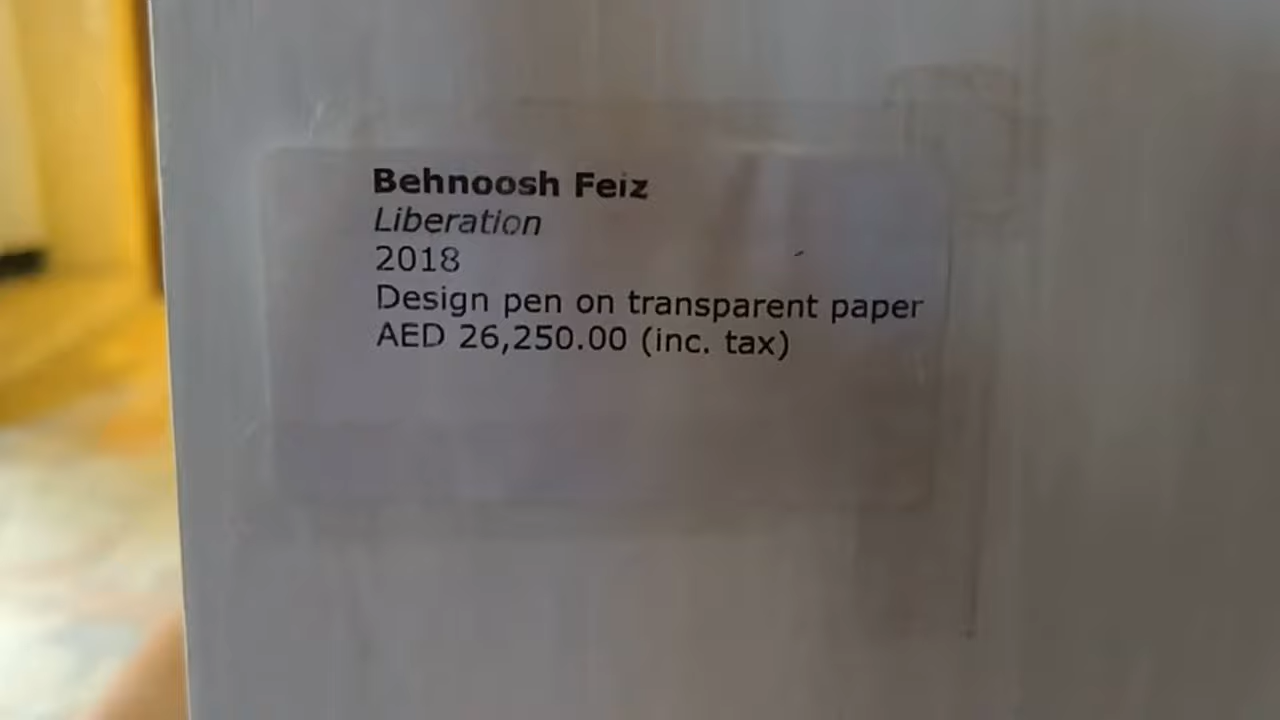 Behnoosh Feiz
Liberation
2018
Design pen on transparent paper
AED 26,250.00 (inc. tax)